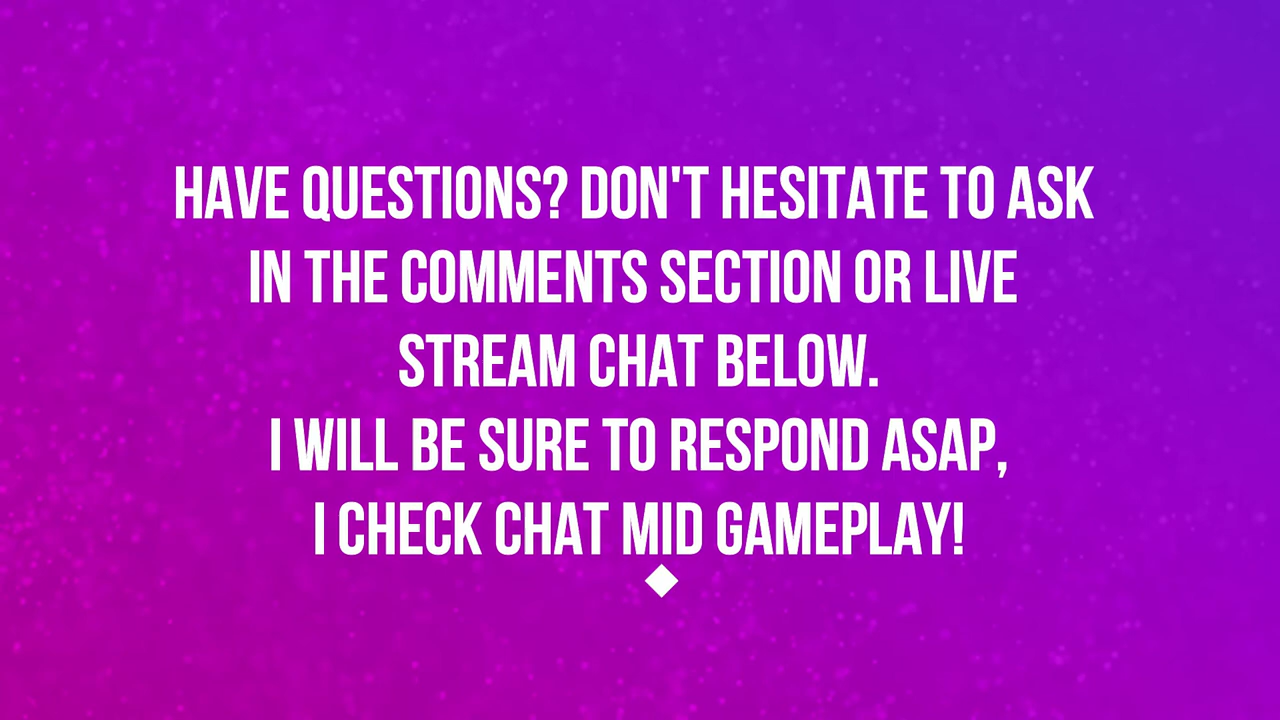 HAVE QUESTIONS? DON'T HESITATE TO ASK
IN THE COMMENTS SECTION OR LIVE
STREAM CHAT BELOW.
I WILL BE SURE TO RESPOND ASAP,
I CHECK CHAT MID GAMEPLAY!